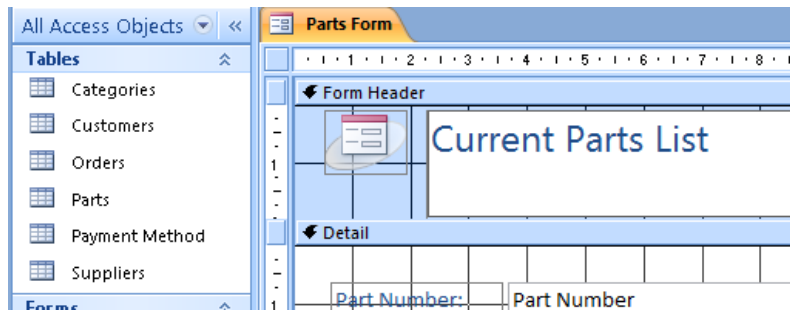 All Access Objects «
Tables
Categories
Customers
Orders
Parts
Payment Method
Suppliers
Forms
Parts Form
1 2 3 4 5 6 7 8
Form Header
1
Current Parts List
Detail
1
Part Number: Part Number